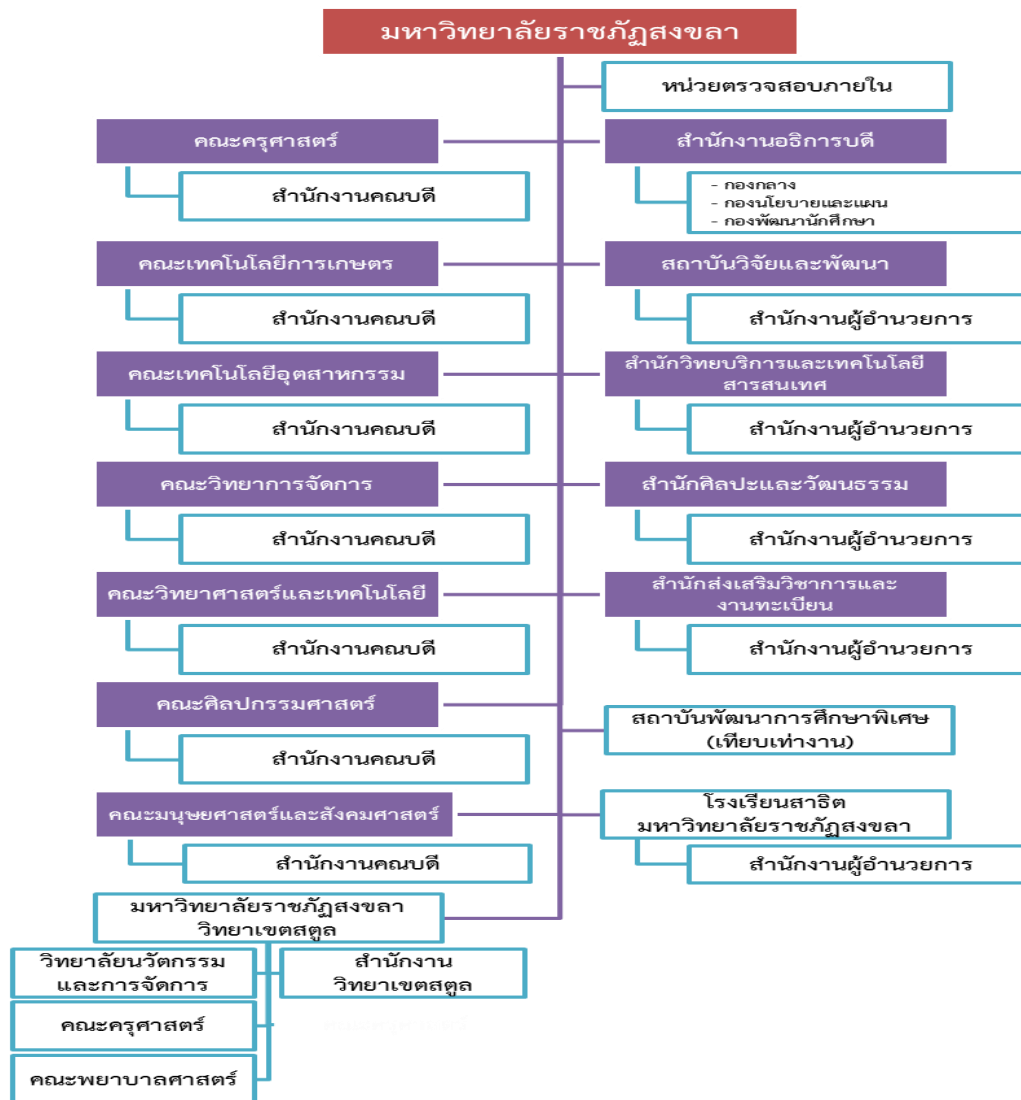 มหาวิทยาลัยราชภัฏสงขลา
หน่วยตรวจสอบภายใน
คณะครุศาสตร์
สำนักงานอธิการบดี
สำนักงานคณบดี
- กองกลาง
- กองนโยบายและแผน
- กองพัฒนานักศึกษา
คณะเทคโนโลยีการเกษตร
สถาบันวิจัยและพัฒนา
สำนักงานคณบดี
สำนักงานผู้อำนวยการ
คณะเทคโนโลยีอุตสาหกรรม
สำนักวิทยบริการและเทคโนโลยี
สารสนเทศ
สำนักงานคณบดี
สำนักงานผู้อำนวยการ
คณะวิทยาการจัดการ
สำนักศิลปะและวัฒนธรรม
สำนักงานคณบดี
สำนักงานผู้อำนวยการ
คณะวิทยาศาสตร์และเทคโนโลยี
สำนักส่งเสริมวิชาการและ
งานทะเบียน
สำนักงานคณบดี
สำนักงานผู้อำนวยการ
คณะศิลปกรรมศาสตร์
สถาบันพัฒนาการศึกษาพิเศษ
(เทียบเท่างาน)
สำนักงานคณบดี
คณะมนุษยศาสตร์และสังคมศาสตร์
โรงเรียนสาธิต
มหาวิทยาลัยราชภัฏสงขลา
สำนักงานคณบดี
สำนักงานผู้อำนวยการ
มหาวิทยาลัยราชภัฏสงขลา
วิทยาเขตสตูล
วิทยาลัยนวัตกรรม
และการจัดการ
สำนักงาน
วิทยาเขตสตูล
คณะครุศาสตร์
คณะพยาบาลศาสตร์